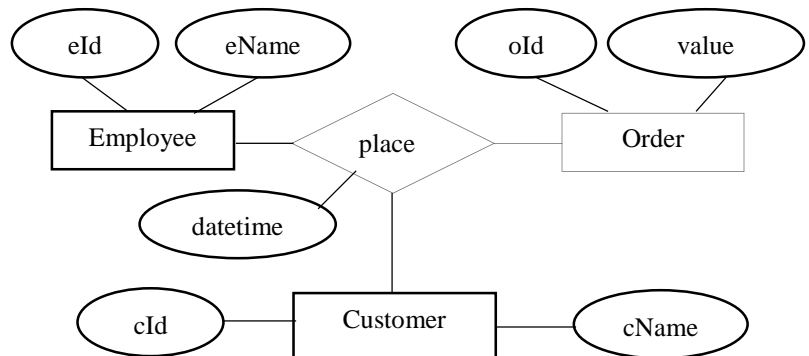 eId
eName
oId
value
Employee
place
Order
datetime
cId
Customer
cName